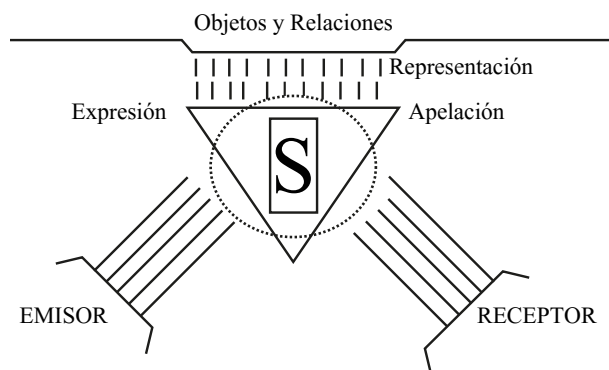 Objetos y Relaciones
Representación
Expresión
Apelación
S
EMISOR
RECEPTOR